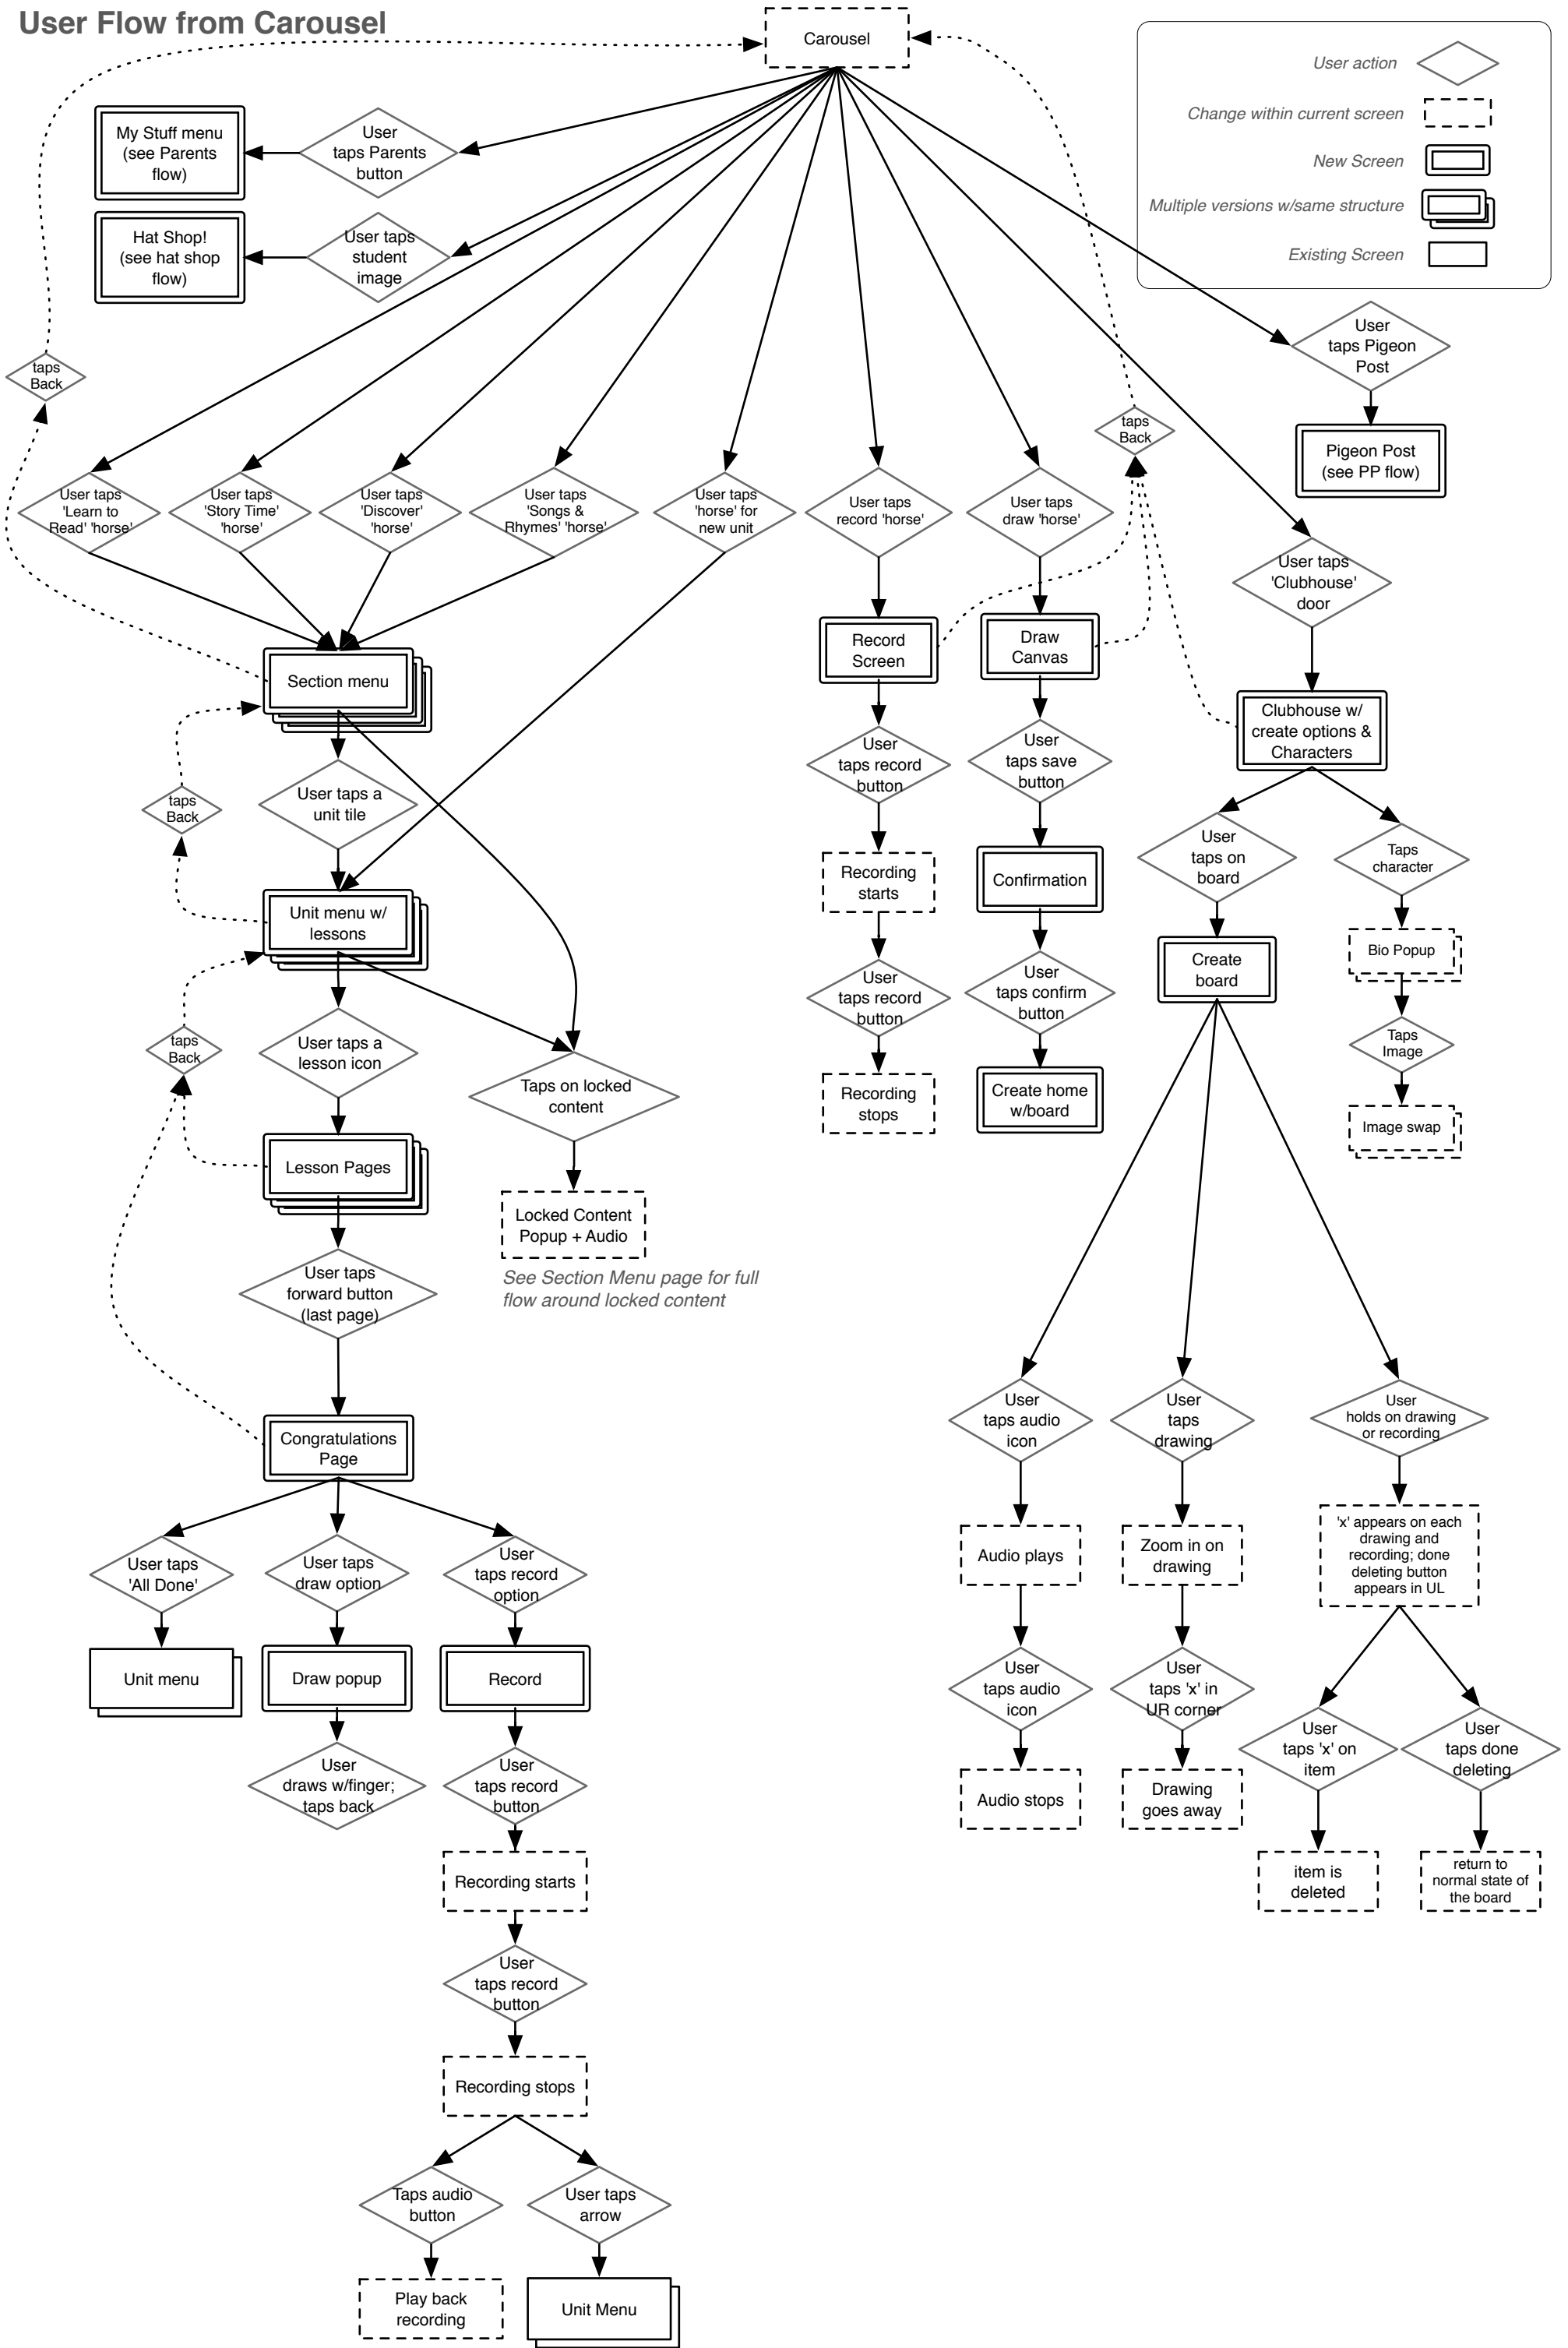 User Flow from Carousel
Carousel
User action
Change within current screen
New Screen
Multiple versions w/same structure
Existing Screen
My Stuff menu
(see Parents
flow)
User
taps Parents
button
Hat Shop!
(see hat shop
flow)
User taps
student
image
User
taps Pigeon
Post
Pigeon Post
(see PP flow)
taps
Back
taps
Back
User taps
'Learn to
Read' 'horse'
User taps
'Story Time'
'horse'
User taps
'Discover'
'horse'
User taps
'Songs &
Rhymes' 'horse'
User taps
'horse' for
new unit
User taps
record 'horse'
User taps
draw 'horse'
User taps
'Clubhouse'
door
Section menu
Record
Screen
Draw
Canvas
Clubhouse w/
create options &
Characters
taps
Back
User taps a
unit tile
User
taps record
button
User
taps save
button
User
taps on
board
Taps
character
Unit menu w/
lessons
Recording
starts
Confirmation
Create
board
Bio Popup
taps
Back
User taps a
lesson icon
Taps on locked
content
User
taps record
button
User
taps confirm
button
Taps
Image
Recording
stops
Create home
w/board
Image swap
Lesson Pages
Locked Content
Popup + Audio
See Section Menu page for full
flow around locked content
User taps
forward button
(last page)
Congratulations
Page
User
taps audio
icon
User
taps
drawing
User
holds on drawing
or recording
User taps
'All Done'
User taps
draw option
User
taps record
option
Audio plays
Zoom in on
drawing
'x' appears on each
drawing and
recording; done
deleting button
appears in UL
Unit menu
Draw popup
Record
User
taps audio
icon
User
taps 'x' in
UR corner
User
taps 'x' on
item
User
taps done
deleting
User
draws w/finger;
taps back
User
taps record
button
Audio stops
Drawing
goes away
Recording starts
item is
deleted
return to
normal state of
the board
User
taps record
button
Recording stops
Taps audio
button
User taps
arrow
Play back
recording
Unit Menu